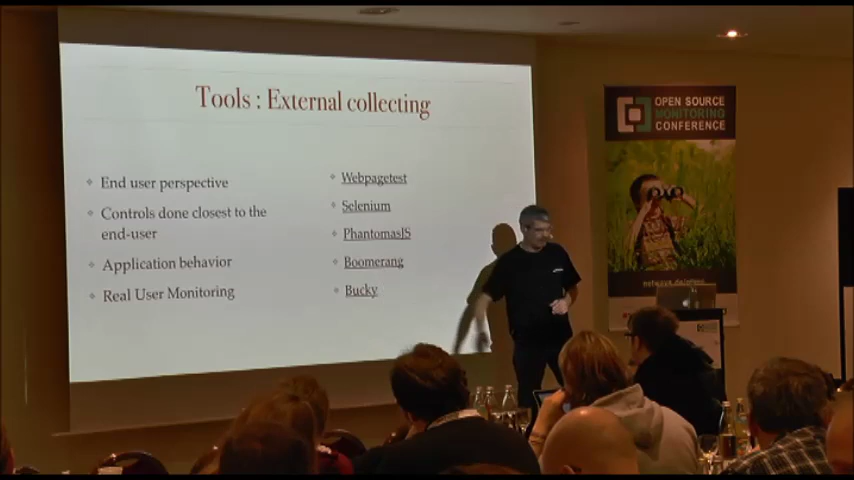 Tools : External collecting
End user perspective
Controls done closest to the
end-user
Application behavior
Real User Monitoring
Webpagetest
Selenium
PhantomasJS
Boomerang
Bucky
OPEN SOURCE
MONITORING
CONFERENCE